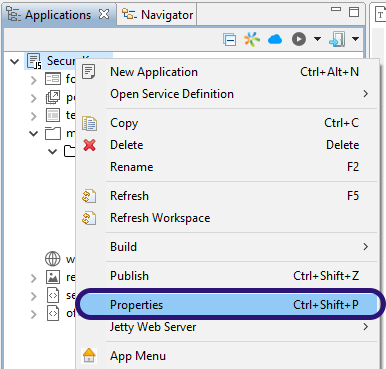 Applications
Navigator
Secur
New Application Ctrl+Alt+N
fo
Open Service Definition
po
te
Copy Ctrl+C
m
Delete Delete
Rename F2
Refresh F5
Refresh Workspace
Build
w
Publish Ctrl+Shift+Z
re
se
Properties Ctrl+Shift+P
of
Jetty Web Server
App Menu